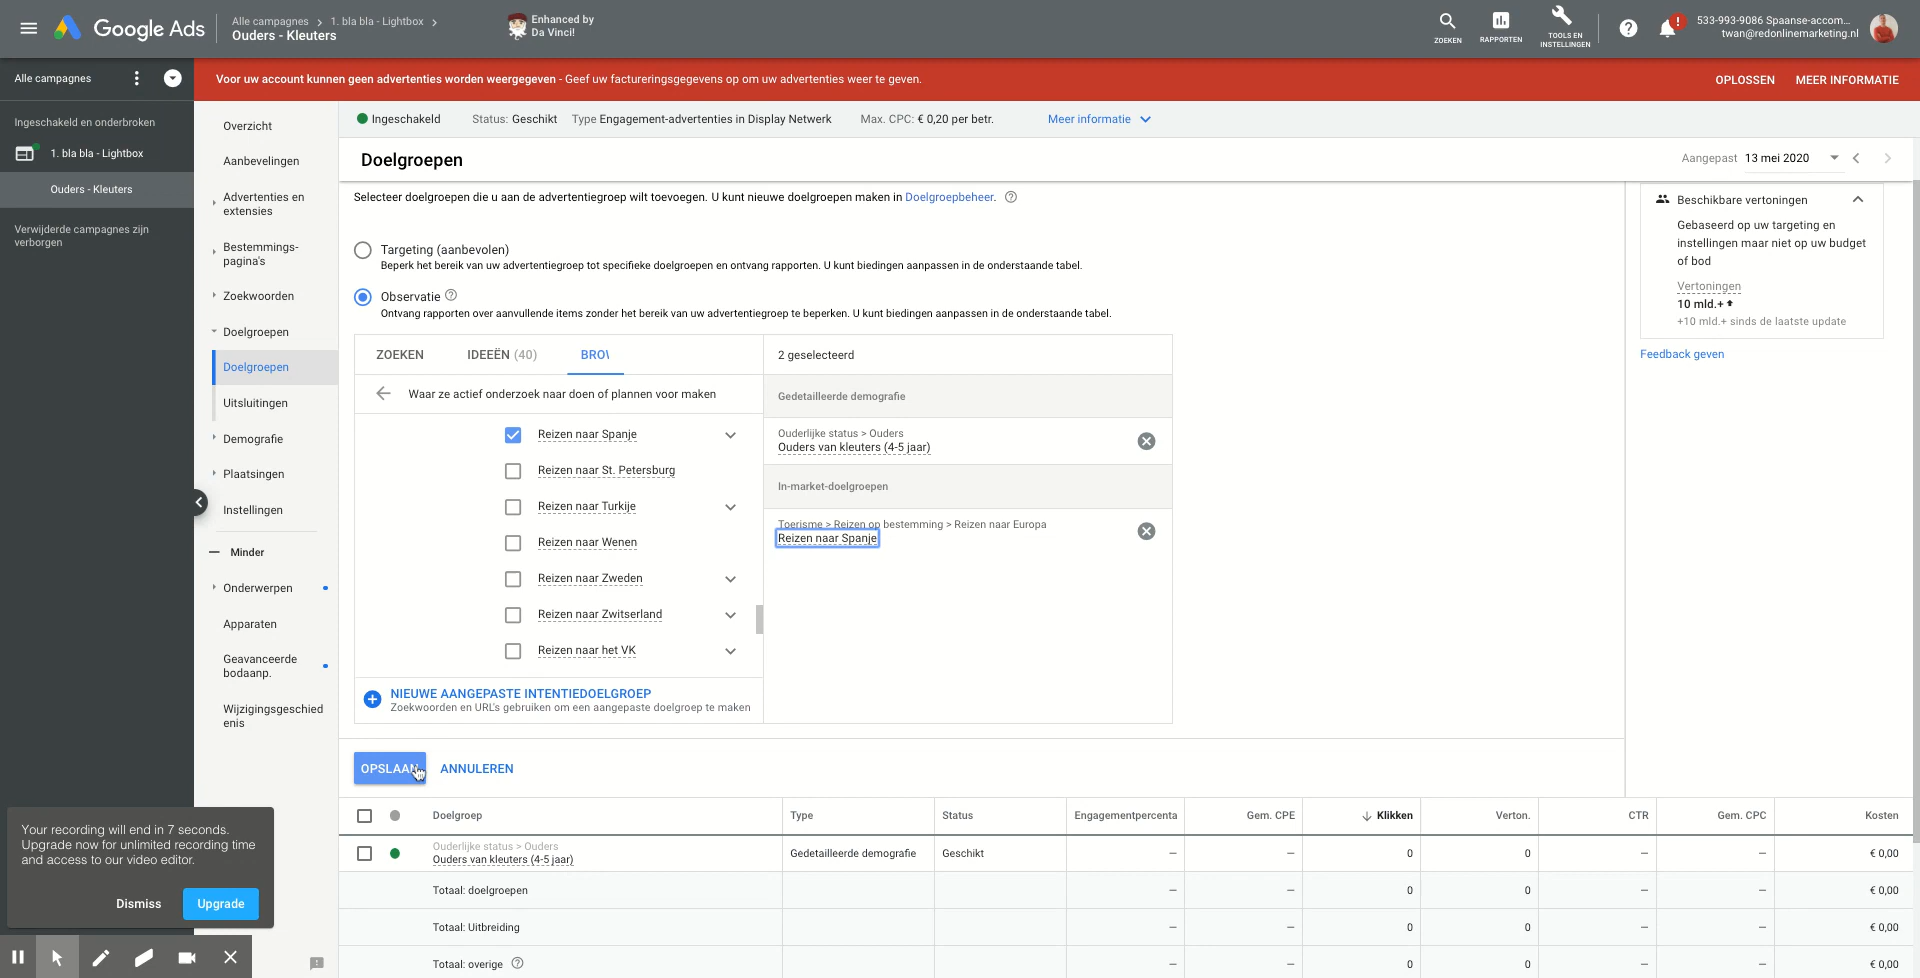 Google Ads
Alle campagnes > 1. bla bla - Lightbox >
Ouders - Kleuters
Enhanced by
Da Vinci!
ZOEKEN
RAPPORTEN
TOOLS EN
INSTELLINGEN
!
533-993-9086 Spaanse-accom...
twan@redonlinemarketing.nl
Alle campagnes
Voor uw account kunnen geen advertenties worden weergegeven - Geef uw factureringsgegevens op om uw advertenties weer te geven.
OPLOSSEN
MEER INFORMATIE
Ingeschakeld en onderbroken
1. bla bla - Lightbox
Ouders - Kleuters
Verwijderde campagnes zijn
verborgen
Overzicht
Aanbevelingen
Advertenties en
extensies
Bestemmings-
pagina's
Zoekwoorden
Doelgroepen
Doelgroepen
Uitsluitingen
Demografie
Plaatsingen
Instellingen
Minder
Onderwerpen
Apparaten
Geavanceerde
bodaanp.
Wijzigingsgeschied
enis
Ingeschakeld
Status: Geschikt
Type Engagement-advertenties in Display Netwerk
Max. CPC: € 0,20 per betr.
Meer informatie
Doelgroepen
Aangepast 13 mei 2020
Selecteer doelgroepen die u aan de advertentiegroep wilt toevoegen. U kunt nieuwe doelgroepen maken in Doelgroepbeheer.
Targeting (aanbevolen)
Beperk het bereik van uw advertentiegroep tot specifieke doelgroepen en ontvang rapporten. U kunt biedingen aanpassen in de onderstaande tabel.
Observatie
Ontvang rapporten over aanvullende items zonder het bereik van uw advertentiegroep te beperken. U kunt biedingen aanpassen in de onderstaande tabel.
ZOEKEN
IDEEËN (40)
BRO
Waar ze actief onderzoek naar doen of plannen voor maken
Reizen naar Spanje
Reizen naar St. Petersburg
Reizen naar Turkije
Reizen naar Wenen
Reizen naar Zweden
Reizen naar Zwitserland
Reizen naar het VK
NIEUWE AANGEPASTE INTENTIEDOELGROEP
Zoekwoorden en URL's gebruiken om een aangepaste doelgroep te maken
2 geselecteerd
Gedetailleerde demografie
Ouderlijke status > Ouders
Ouders van kleuters (4-5 jaar)
In-market-doelgroepen
Toerisme > Reizen op bestemming > Reizen naar Europa
Reizen naar Spanje
Beschikbare vertoningen
Gebaseerd op uw targeting en
instellingen maar niet op uw budget
of bod
Vertoningen
10 mld.+
+10 mld.+ sinds de laatste update
Feedback geven
OPSLAAN
ANNULEREN
Doelgroep Type Status Engagementpercenta Gem. CPE Klikken Verton. CTR Gem. CPC Kosten
Ouderlijke status > Ouders
Ouders van kleuters (4-5 jaar) Gedetailleerde demografie Geschikt – – 0 0 – – € 0,00
Totaal: doelgroepen – – 0 0 – – € 0,00
Totaal: Uitbreiding – – 0 0 – – € 0,00
Totaal: overige – – 0 0 – – € 0,00
Your recording will end in 7 seconds.
Upgrade now for unlimited recording time
and access to our video editor.
Dismiss
Upgrade